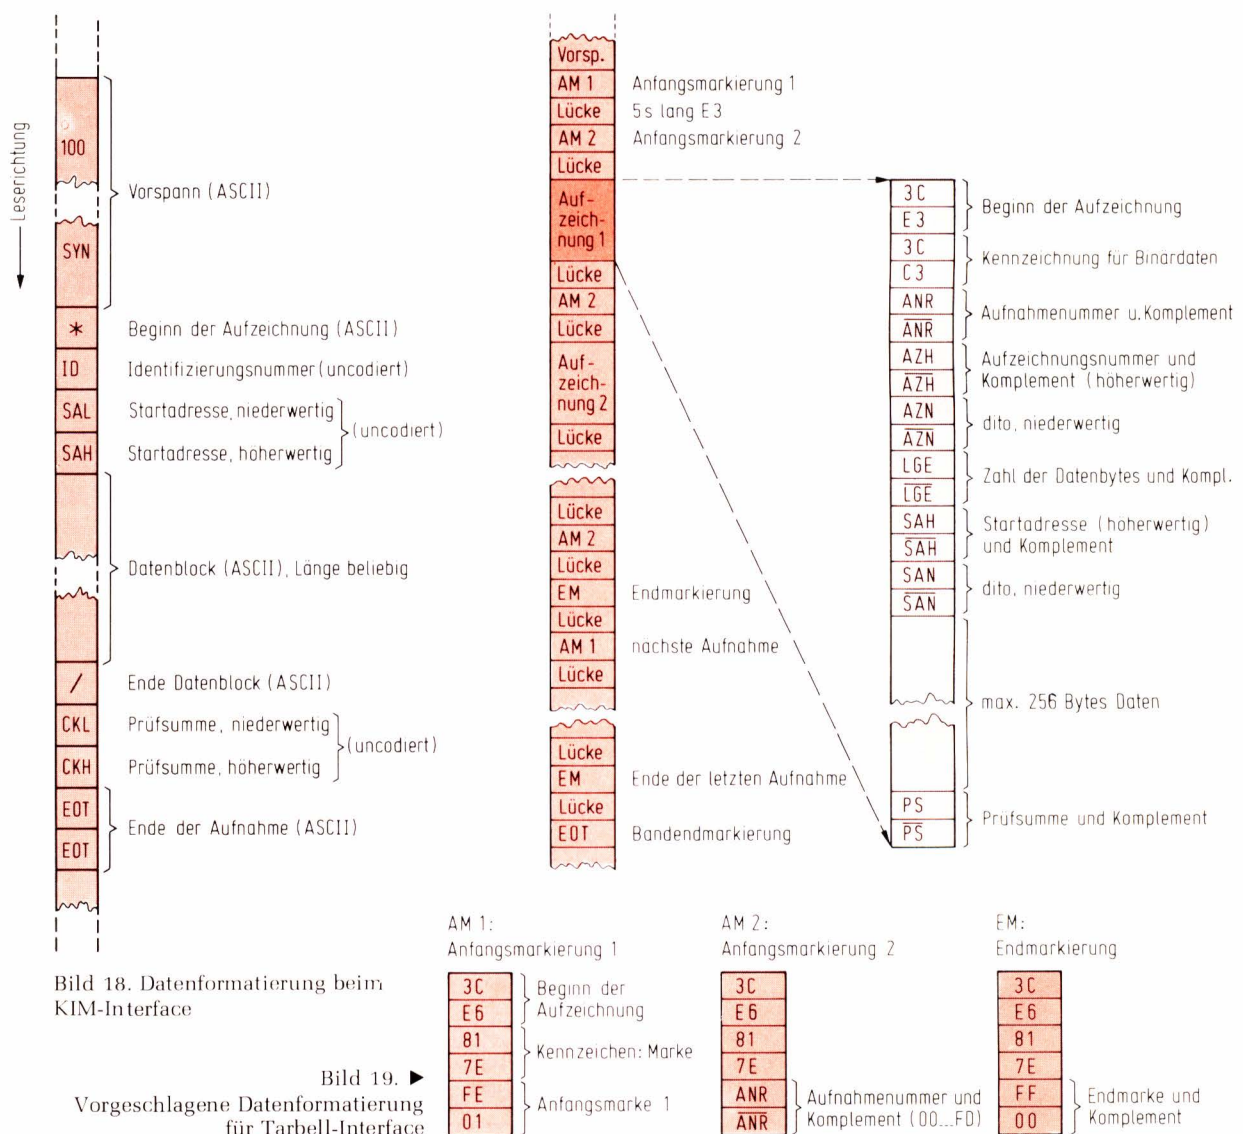 Leserichtung
100
Vorspann (ASCII)
SYN
* Beginn der Aufzeichnung (ASCII)
ID Identifizierungsnummer (uncodiert)
SAL Startadresse, niederwertig
(uncodiert)
SAH Startadresse, höherwertig
Datenblock (ASCII), Länge beliebig
/ Ende Datenblock (ASCII)
CKL Prüfsumme, niederwertig
(uncodiert)
CKH Prüfsumme, höherwertig
EOT
Ende der Aufnahme (ASCII)
EOT
Bild 18. Datenformatierung beim
KIM-Interface
Vorsp.
AM 1 Anfangsmarkierung 1
Lücke 5s lang E3
AM 2 Anfangsmarkierung 2
Lücke
Auf-
zeich-
nung 1
Lücke
AM 2
Lücke
Auf-
zeich-
nung 2
Lücke
Lücke
AM 2
Lücke
EM Endmarkierung
Lücke
AM 1 nächste Aufnahme
Lücke
Lücke
EM Ende der letzten Aufnahme
Lücke
EOT Bandendmarkierung
3C
Beginn der Aufzeichnung
E3
3C
Kennzeichnung für Binärdaten
C3
ANR
Aufnahmenummer u. Komplement
A̅N̅R̅
AZH Aufzeichnungsnummer und
A̅Z̅H̅ Komplement (höherwertig)
AZN
dito, niederwertig
A̅Z̅N̅
LGE
Zahl der Datenbytes und Kompl.
L̅G̅E̅
SAH Startadresse (höherwertig)
S̅A̅H̅ und Komplement
SAN
dito, niederwertig
S̅A̅N̅
max. 256 Bytes Daten
PS
Prüfsumme und Komplement
P̅S̅
AM 1:
Anfangsmarkierung 1
3C Beginn der
E6 Aufzeichnung
81
Kennzeichen: Marke
7E
FE
Anfangsmarke 1
01
AM 2:
Anfangsmarkierung 2
3C
E6
81
7E
ANR Aufnahmenummer und
A̅N̅R̅ Komplement (00...FD)
EM:
Endmarkierung
3C
E6
81
7E
FF Endmarke und
00 Komplement
Bild 19. ►
Vorgeschlagene Datenformatierung
für Tarbell-Interface